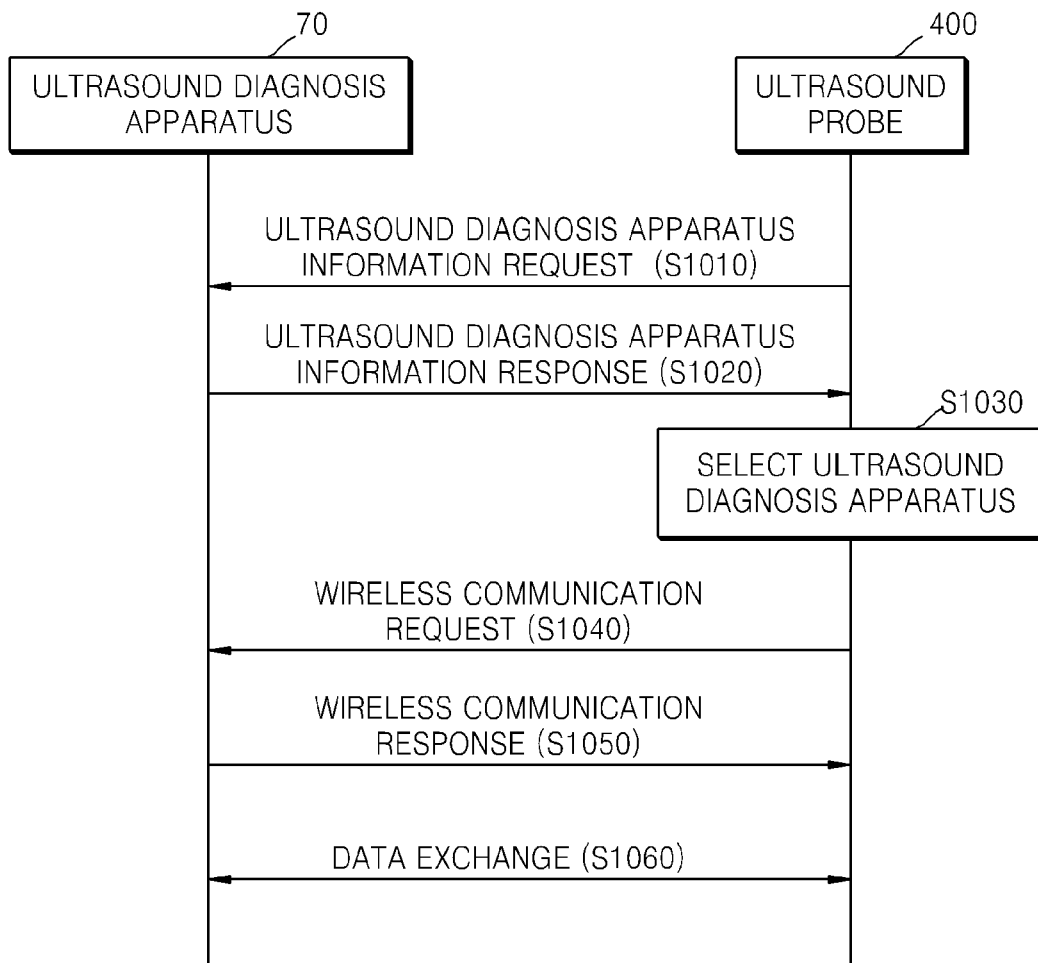 70
400
ULTRASOUND DIAGNOSIS
APPARATUS
ULTRASOUND
PROBE
ULTRASOUND DIAGNOSIS APPARATUS
INFORMATION REQUEST (S1010)
ULTRASOUND DIAGNOSIS APPARATUS
INFORMATION RESPONSE (S1020)
S1030
SELECT ULTRASOUND
DIAGNOSIS APPARATUS
WIRELESS COMMUNICATION
REQUEST (S1040)
WIRELESS COMMUNICATION
RESPONSE (S1050)
DATA EXCHANGE (S1060)